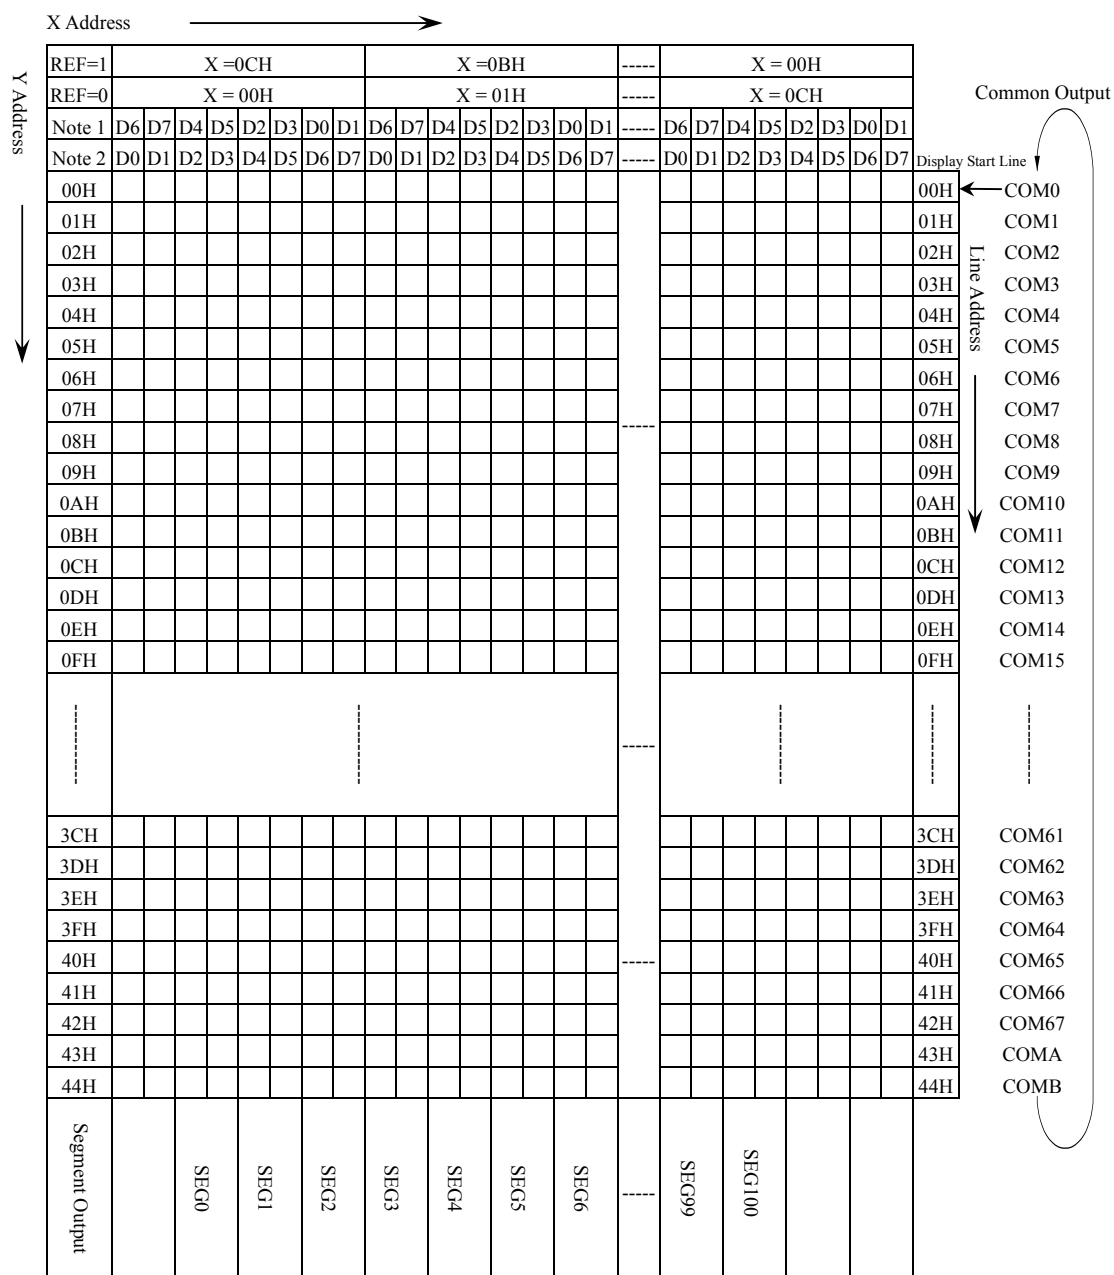 X Address
Y Address
REF=1 X =0CH X =0BH ----- X = 00H
REF=0 X = 00H X = 01H ----- X = 0CH
Common Output
Note 1 D6 D7 D4 D5 D2 D3 D0 D1 D6 D7 D4 D5 D2 D3 D0 D1 ----- D6 D7 D4 D5 D2 D3 D0 D1
Note 2 D0 D1 D2 D3 D4 D5 D6 D7 D0 D1 D2 D3 D4 D5 D6 D7 ----- D0 D1 D2 D3 D4 D5 D6 D7 Display Start Line
00H 00H COM0
01H 01H COM1
02H 02H COM2
Line Address
03H 03H COM3
04H 04H COM4
05H 05H COM5
06H 06H COM6
07H 07H COM7
08H ----- 08H COM8
09H 09H COM9
0AH 0AH COM10
0BH 0BH COM11
0CH 0CH COM12
0DH 0DH COM13
0EH 0EH COM14
0FH 0FH COM15
-----
3CH 3CH COM61
3DH 3DH COM62
3EH 3EH COM63
3FH 3FH COM64
40H ----- 40H COM65
41H 41H COM66
42H 42H COM67
43H 43H COMA
44H 44H COMB
Segment Output SEG0 SEG1 SEG2 SEG3 SEG4 SEG5 SEG6 ----- SEG99 SEG100